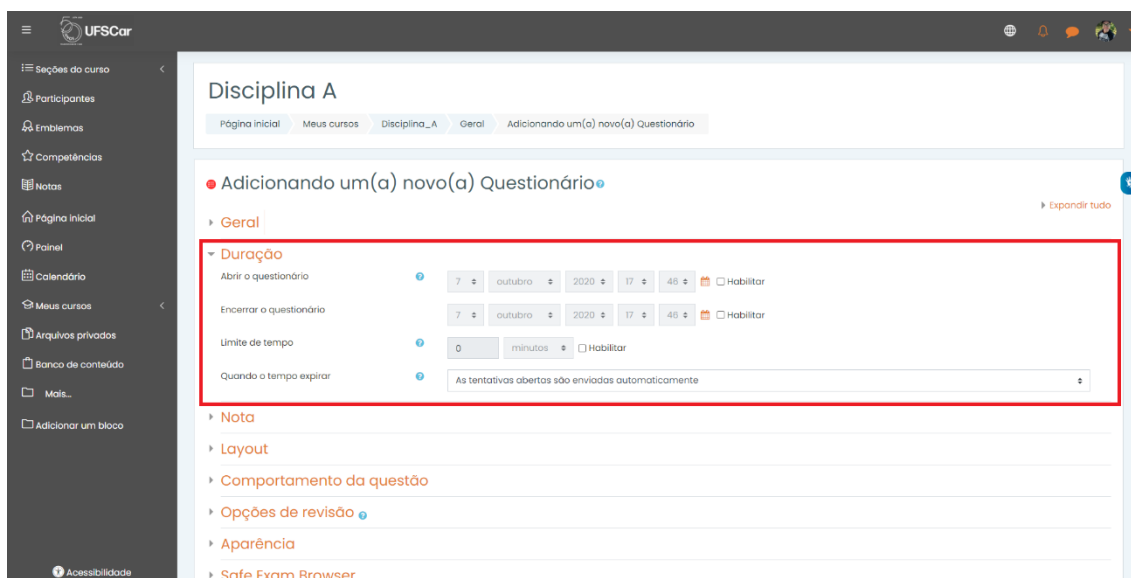 UFSCar
Seções do curso
Participantes
Emblemas
Competências
Notas
Página inicial
Painel
Calendário
Meus cursos
Arquivos privados
Banco de conteúdo
Mais...
Adicionar um bloco
Acessibilidade
Disciplina A
Página inicial Meus cursos Disciplina_A Geral Adicionando um(a) novo(a) Questionário
Adicionando um(a) novo(a) Questionário
Expandir tudo
Geral
Duração
Abrir o questionário 7 outubro 2020 17 46 Habilitar
Encerrar o questionário 7 outubro 2020 17 46 Habilitar
Limite de tempo 0 minutos Habilitar
Quando o tempo expirar As tentativas abertas são enviadas automaticamente
Nota
Layout
Comportamento da questão
Opções de revisão
Aparência
Safe Exam Browser